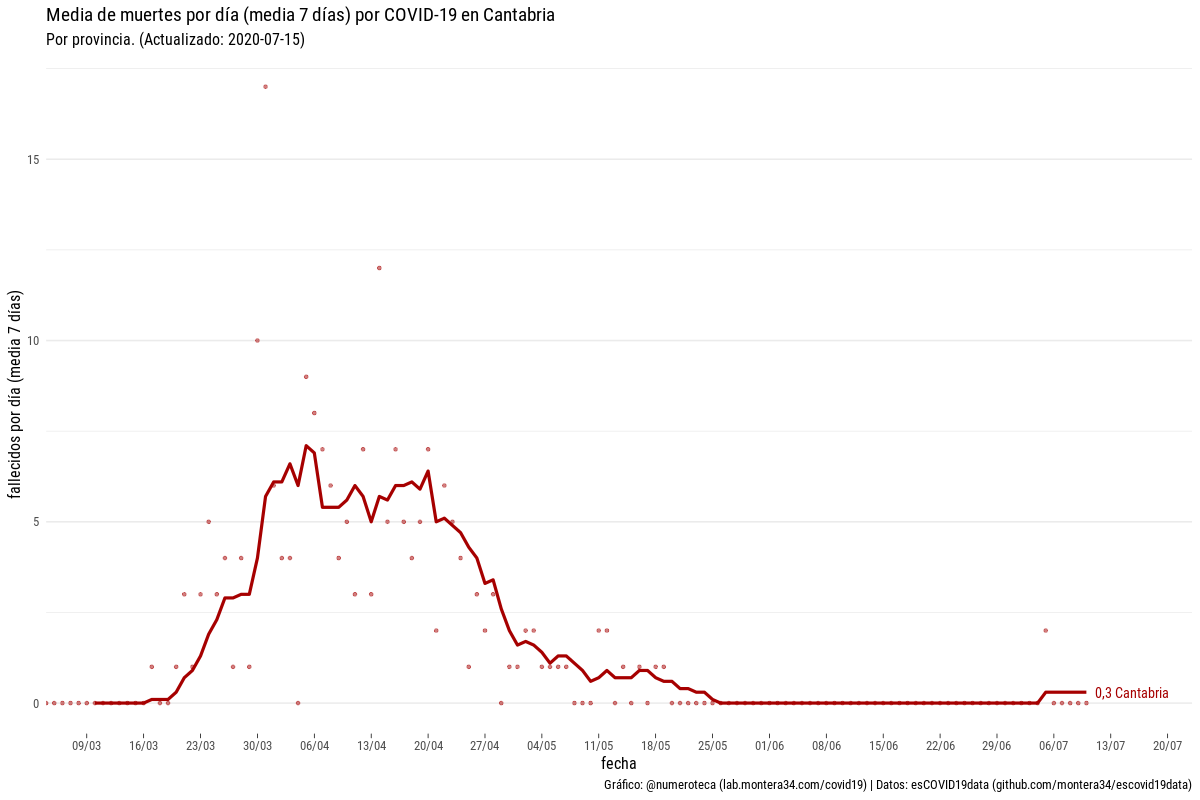 Media de muertes por día (media 7 días) por COVID-19 en Cantabria
Por provincia. (Actualizado: 2020-07-15)
fallecidos por día (media 7 días)
15
10
5
0
0,3 Cantabria
09/03 16/03 23/03 30/03 06/04 13/04 20/04 27/04 04/05 11/05 18/05 25/05 01/06 08/06 15/06 22/06 29/06 06/07 13/07 20/07
fecha
Gráfico: @numeroteca (lab.montera34.com/covid19) | Datos: esCOVID19data (github.com/montera34/escovid19data)